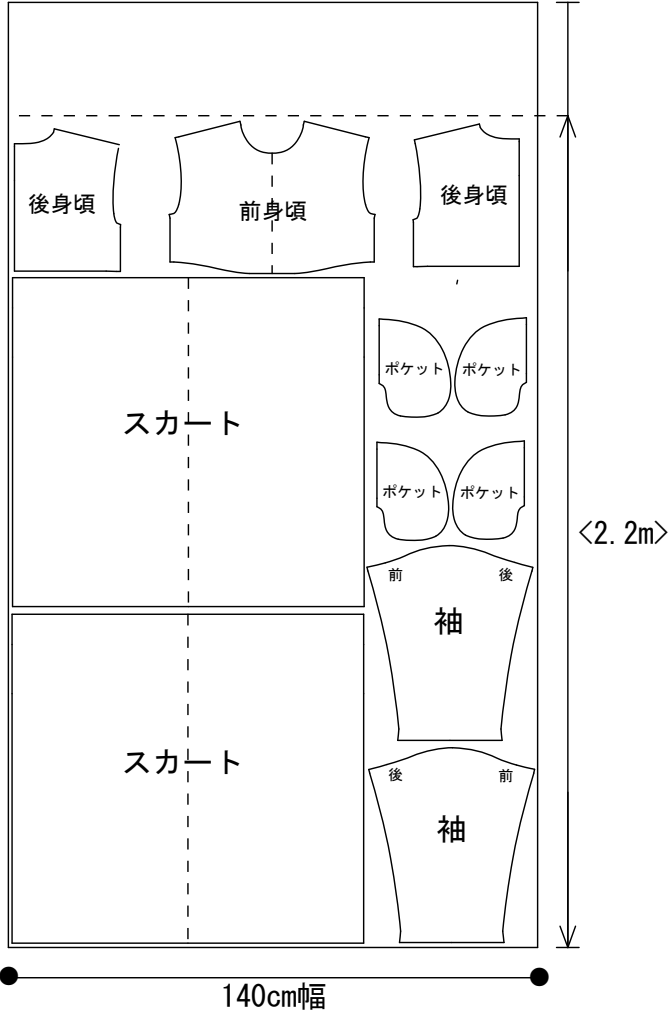 後身頃
前身頃
後身頃
スカート
ポケット
ポケット
ポケット
ポケット
前
後
袖
<2.2m>
スカート
後
前
袖
140cm幅